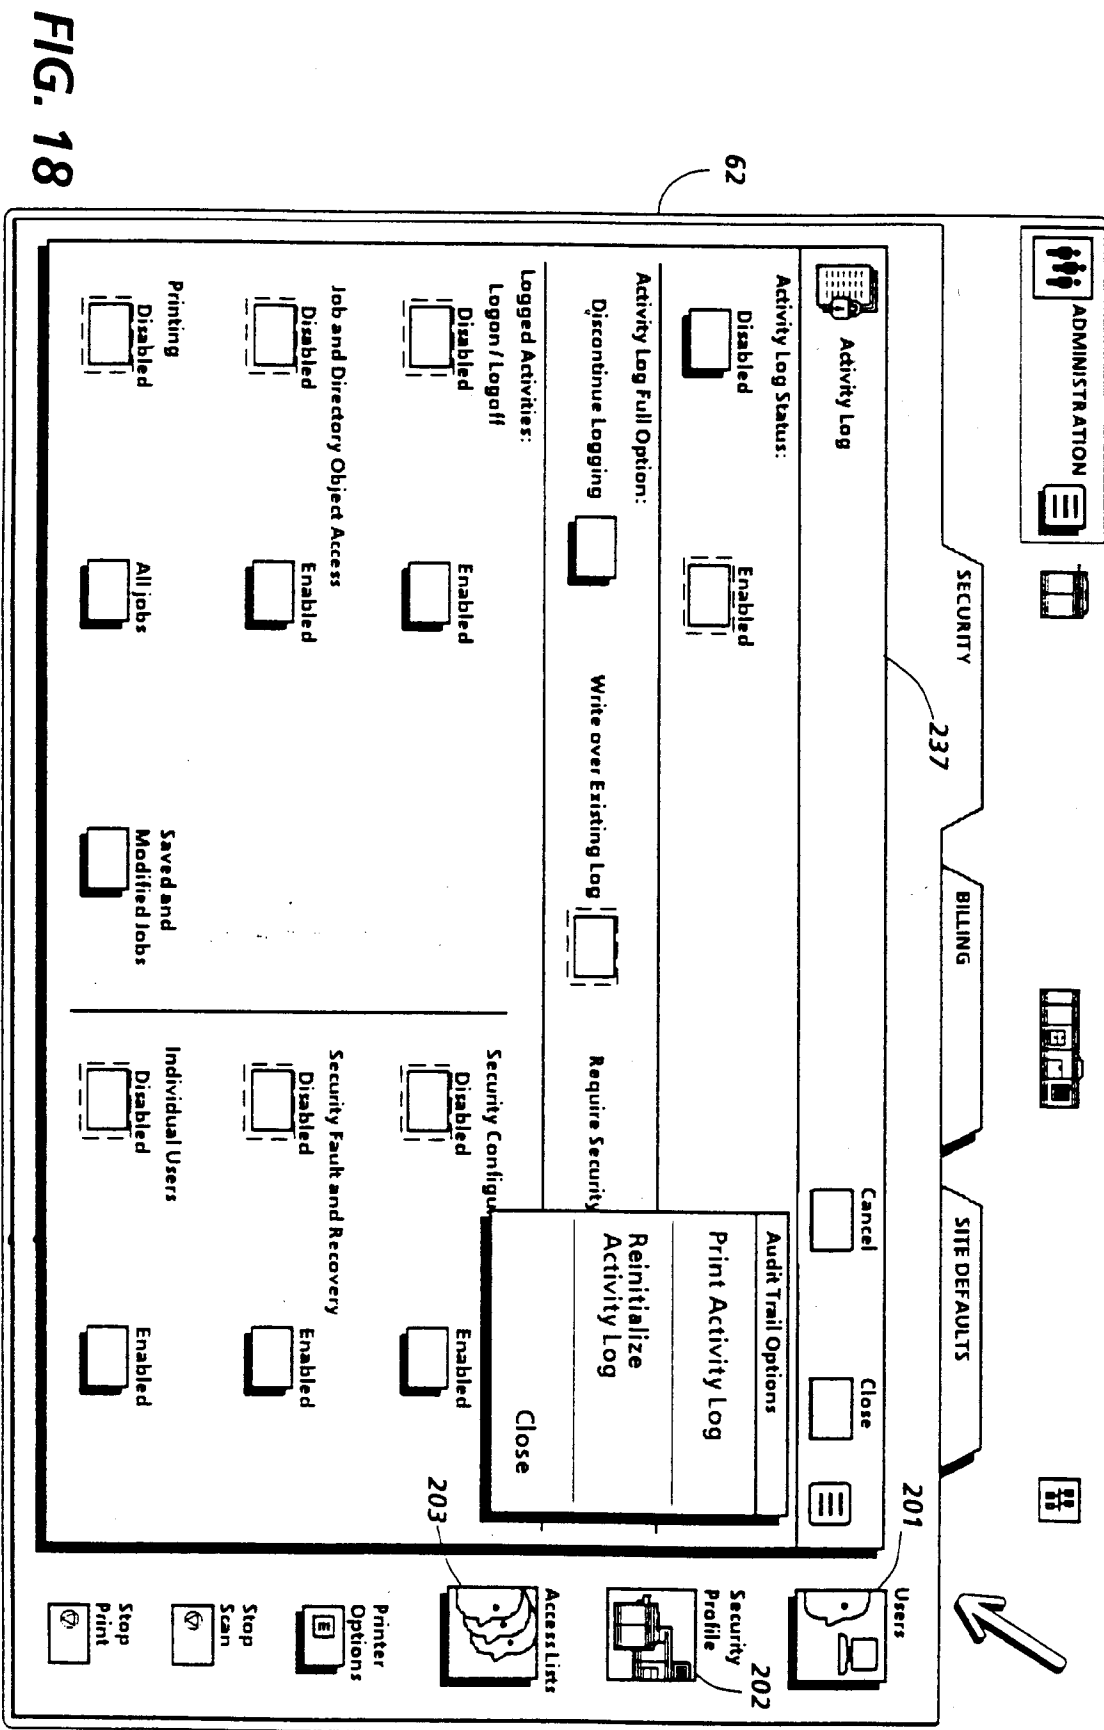 ADMINISTRATION
SECURITY
BILLING
SITE DEFAULTS
62
237
201
Activity Log
Cancel
Close
Activity Log Status:
Disabled
Enabled
Activity Log Full Option:
Discontinue Logging
Write over Existing Log
Require Security
Audit Trail Options
Print Activity Log
Reinitialize
Activity Log
Close
Logged Activities:
Logon / Logoff
Disabled
Enabled
Security Configu
Disabled
Enabled
Job and Directory Object Access
Disabled
Enabled
Security Fault and Recovery
Disabled
Enabled
Printing
Disabled
All jobs
Saved and
Modified Jobs
Individual Users
Disabled
Enabled
Users
Security
Profile
202
Access Lists
203
Printer
Options
E
Stop
Scan
Stop
Print
FIG. 18